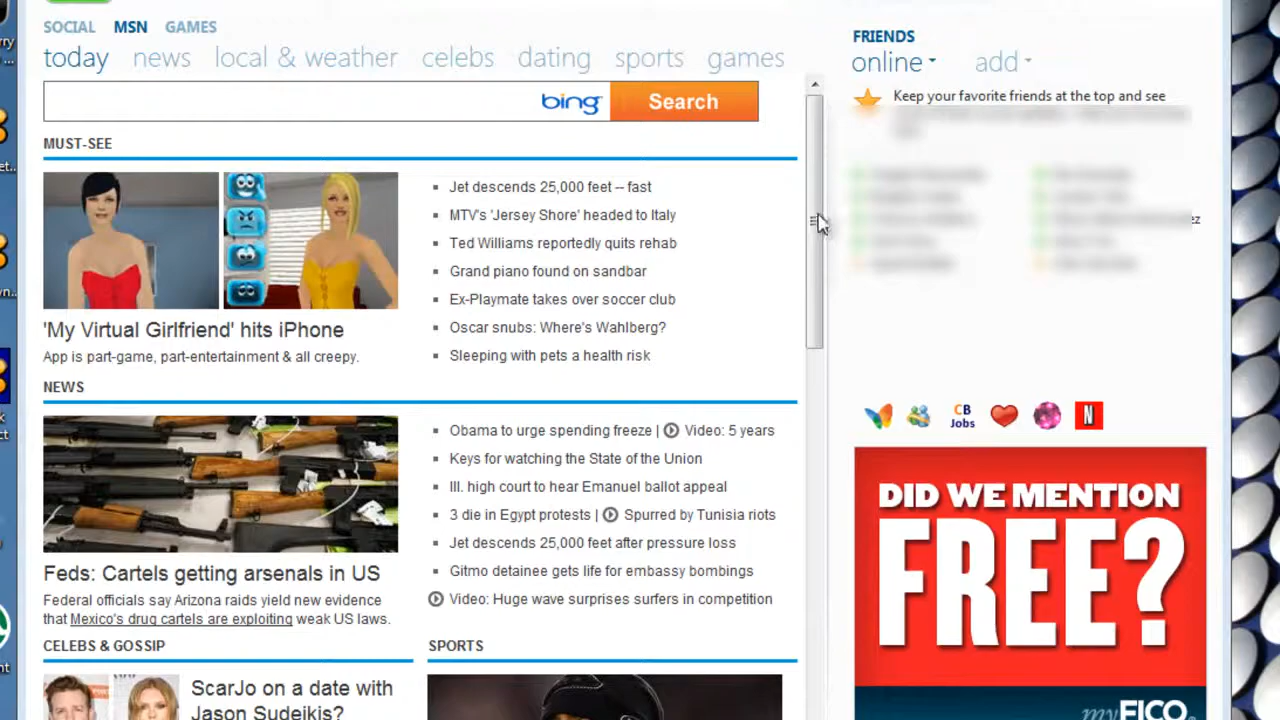 SOCIAL MSN GAMES
today news local & weather celebs dating sports games
bing Search
MUST-SEE
'My Virtual Girlfriend' hits iPhone
App is part-game, part-entertainment & all creepy.
Jet descends 25,000 feet -- fast
MTV's 'Jersey Shore' headed to Italy
Ted Williams reportedly quits rehab
Grand piano found on sandbar
Ex-Playmate takes over soccer club
Oscar snubs: Where's Wahlberg?
Sleeping with pets a health risk
NEWS
Feds: Cartels getting arsenals in US
Federal officials say Arizona raids yield new evidence
that Mexico's drug cartels are exploiting weak US laws.
Obama to urge spending freeze | Video: 5 years
Keys for watching the State of the Union
Ill. high court to hear Emanuel ballot appeal
3 die in Egypt protests | Spurred by Tunisia riots
Jet descends 25,000 feet after pressure loss
Gitmo detainee gets life for embassy bombings
Video: Huge wave surprises surfers in competition
CELEBS & GOSSIP
ScarJo on a date with
Jason Sudeikis?
SPORTS
FRIENDS
online add
Keep your favorite friends at the top and see
ez
CB
Jobs
N
DID WE MENTION
FREE?
myFICO